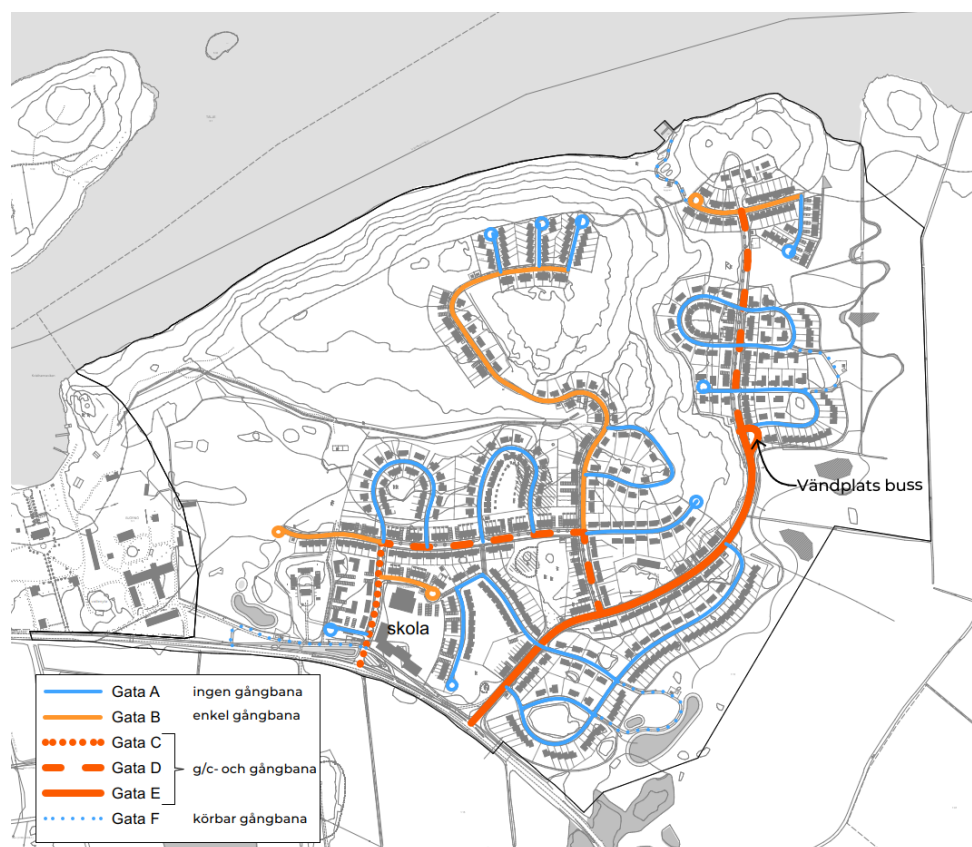 Vändplats buss
skola
Gata A ingen gångbana
Gata B enkel gångbana
Gata C
Gata D g/c- och gångbana
Gata E
Gata F körbar gångbana